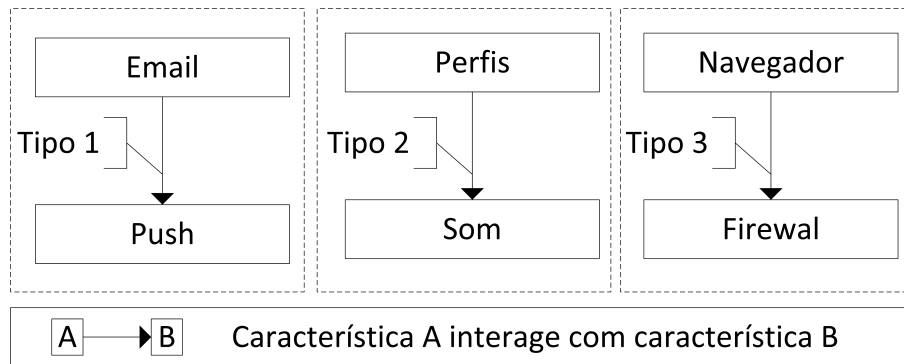 Email
Perfis
Navegador
Tipo 1
Tipo 2
Tipo 3
Push
Som
Firewal
A
B
Característica A interage com característica B